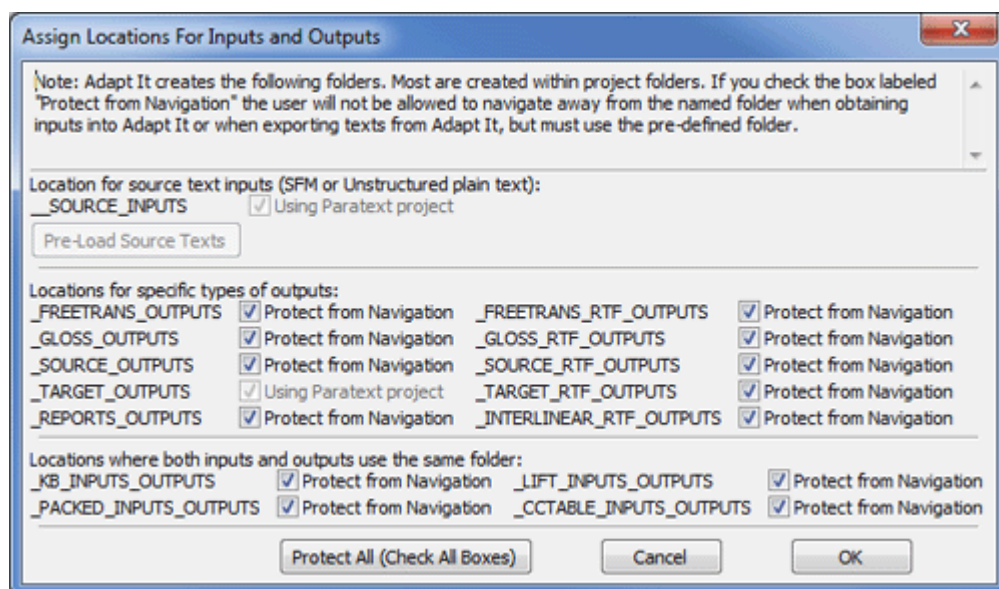 Assign Locations For Inputs and Outputs
Note: Adapt It creates the following folders. Most are created within project folders. If you check the box labeled
"Protect from Navigation" the user will not be allowed to navigate away from the named folder when obtaining
inputs into Adapt It or when exporting texts from Adapt It, but must use the pre-defined folder.
Location for source text inputs (SFM or Unstructured plain text):
__SOURCE_INPUTS Using Paratext project
Pre-Load Source Texts
Locations for specific types of outputs:
_FREETRANS_OUTPUTS Protect from Navigation _FREETRANS_RTF_OUTPUTS Protect from Navigation
_GLOSS_OUTPUTS Protect from Navigation _GLOSS_RTF_OUTPUTS Protect from Navigation
_SOURCE_OUTPUTS Protect from Navigation _SOURCE_RTF_OUTPUTS Protect from Navigation
_TARGET_OUTPUTS Using Paratext project _TARGET_RTF_OUTPUTS Protect from Navigation
_REPORTS_OUTPUTS Protect from Navigation _INTERLINEAR_RTF_OUTPUTS Protect from Navigation
Locations where both inputs and outputs use the same folder:
_KB_INPUTS_OUTPUTS Protect from Navigation _LIFT_INPUTS_OUTPUTS Protect from Navigation
_PACKED_INPUTS_OUTPUTS Protect from Navigation _CCTABLE_INPUTS_OUTPUTS Protect from Navigation
Protect All (Check All Boxes) Cancel OK